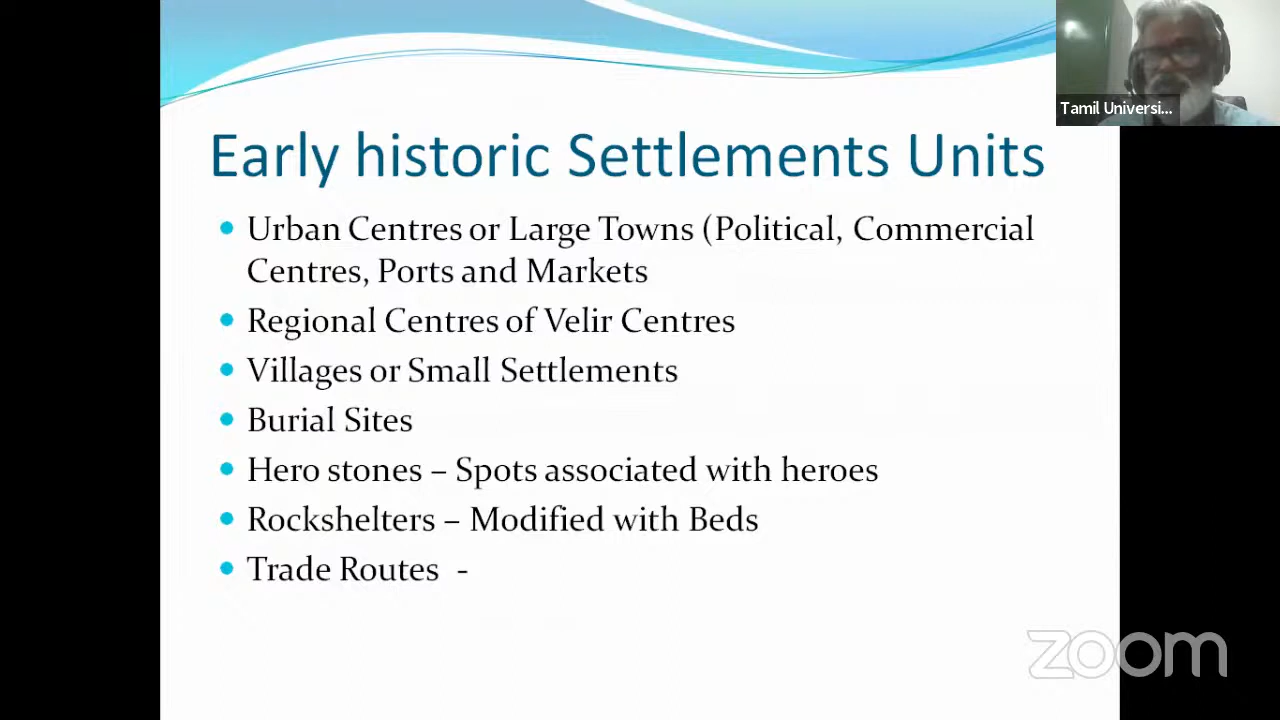 Tamil Universi...
Early historic Settlements Units
Urban Centres or Large Towns (Political, Commercial
Centres, Ports and Markets
Regional Centres of Velir Centres
Villages or Small Settlements
Burial Sites
Hero stones – Spots associated with heroes
Rockshelters – Modified with Beds
Trade Routes -
zoom